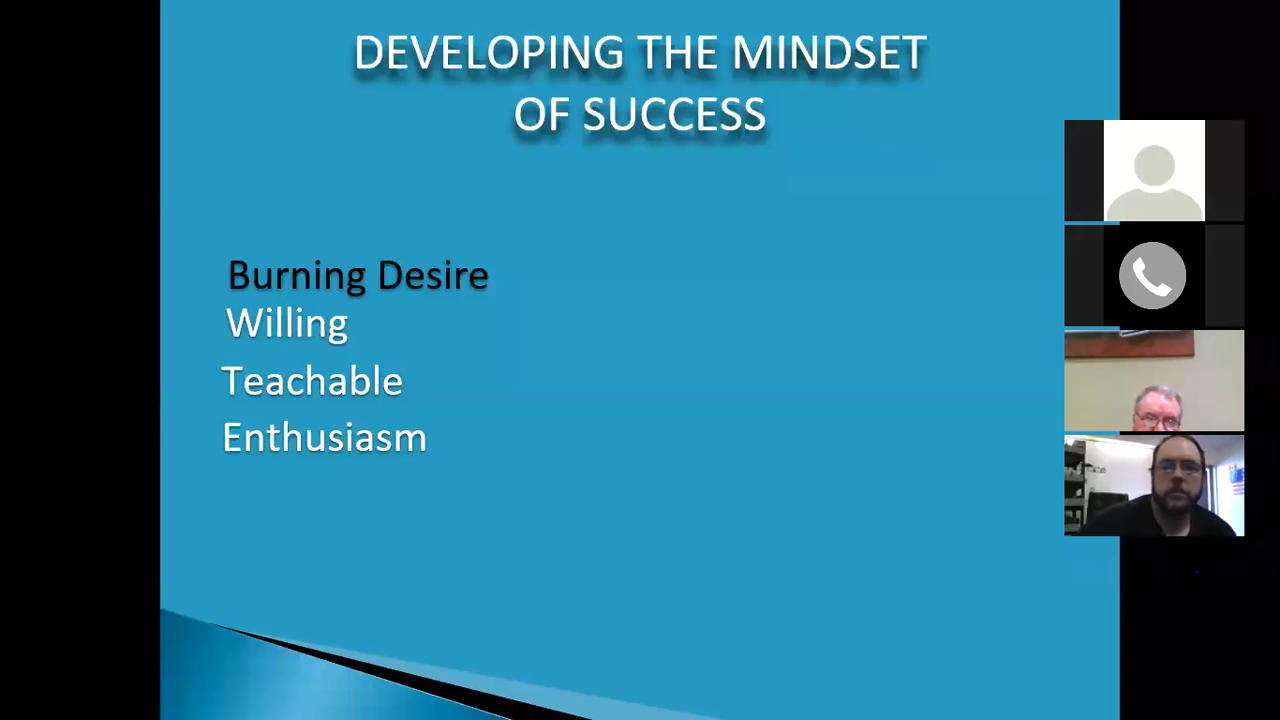 DEVELOPING THE MINDSET
OF SUCCESS
Burning Desire
Willing
Teachable
Enthusiasm